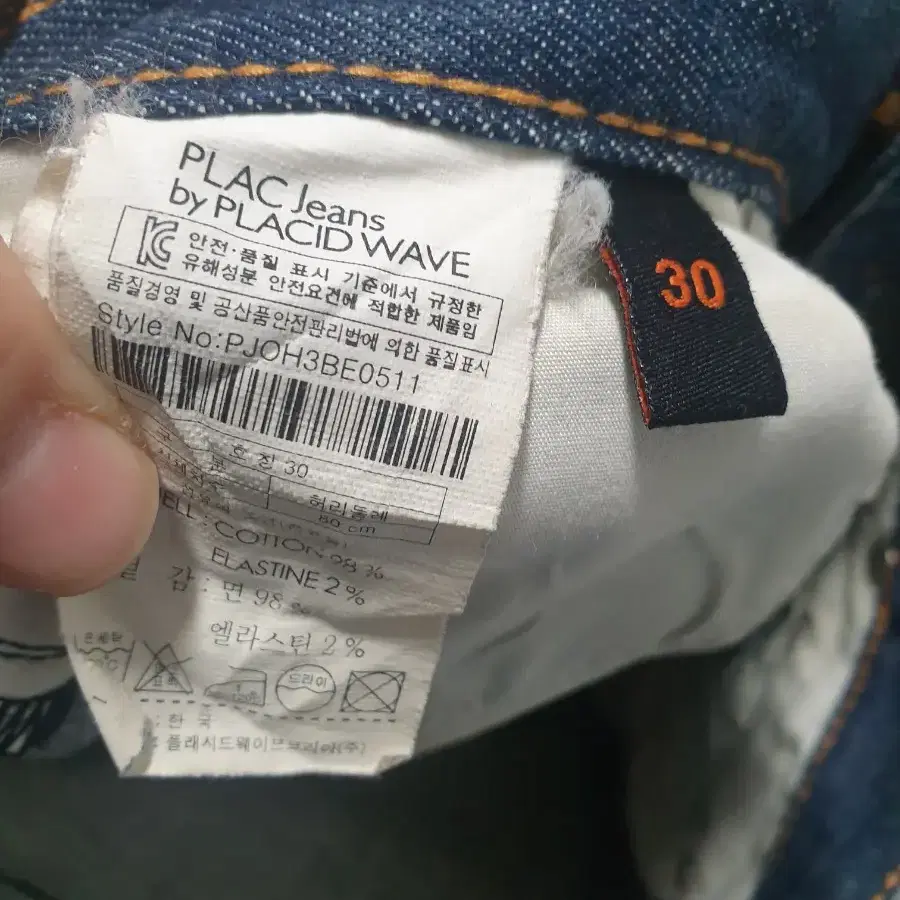 PLAC Jeans
by PLACID WAVE
안전·품질 표시 기준에서 규정한
유해성분 안전요건에 적합한 제품임
품질경영 및 공산품안전관리법에 의한 품질표시
Style No:PJOH3BE0511
호칭 30
허리둘레
80 cm
COTTON 98 %
ELASTINE 2 %
감 : 면 98 %
엘라스틴 2 %
드라이
: 한국
: 플래시드웨이브코리아(주)
30